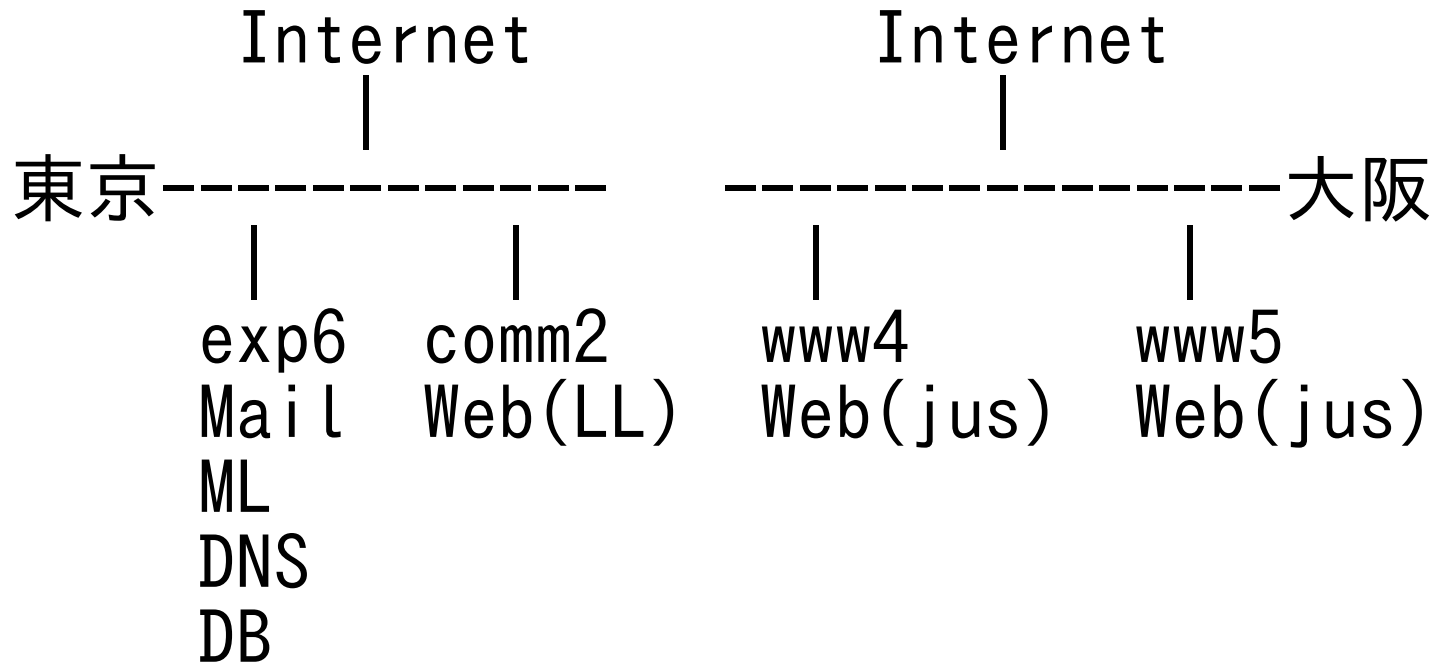 Internet Internet
東京------------ ---------------大阪
exp6 comm2 www4 www5
Mail Web(LL) Web(jus) Web(jus)
ML
DNS
DB